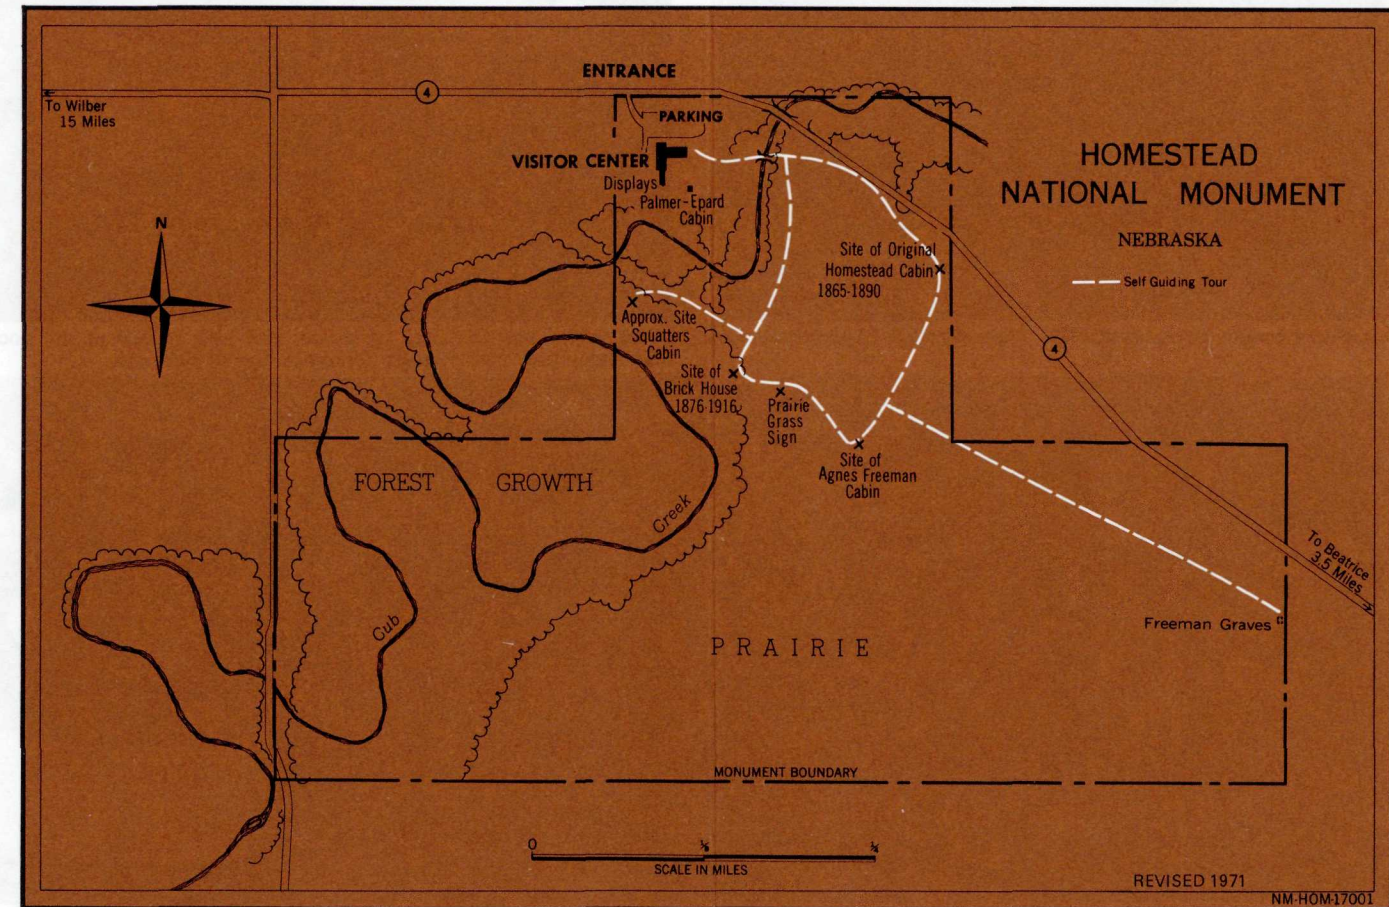 ENTRANCE
4
To Wilber
15 Miles
PARKING
VISITOR CENTER
Displays
Palmer-Epard
Cabin
HOMESTEAD
NATIONAL MONUMENT
NEBRASKA
Self Guiding Tour
N
Site of Original
Homestead Cabin
1865-1890
Approx. Site
Squatters
Cabin
4
Site of
Brick House
1876-1916
Prairie
Grass
Sign
Site of
Agnes Freeman
Cabin
FOREST GROWTH
Creek
Cub
To Beatrice
3.5 Miles
Freeman Graves
PRAIRIE
MONUMENT BOUNDARY
0 ⅛ ¼
SCALE IN MILES
REVISED 1971
NM-HOM-17001